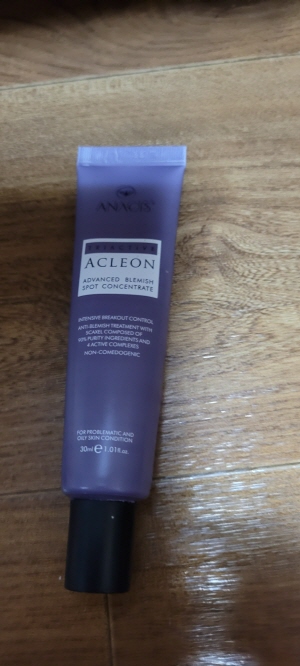 ANACIS
ACLEON
ADVANCED BLEMISH
SPOT CONCENTRATE
INTENSIVE BREAKOUT CONTROL
ANTI-BLEMISH TREATMENT WITH
COMPOSED OF
PURITY INGREDIENTS AND
4 ACTIVE COMPLEXES
NON-COMEDOGENIC
FOR PROBLEMATIC AND
OILY SKIN CONDITION
30ml ℮ 1.01fl.oz.